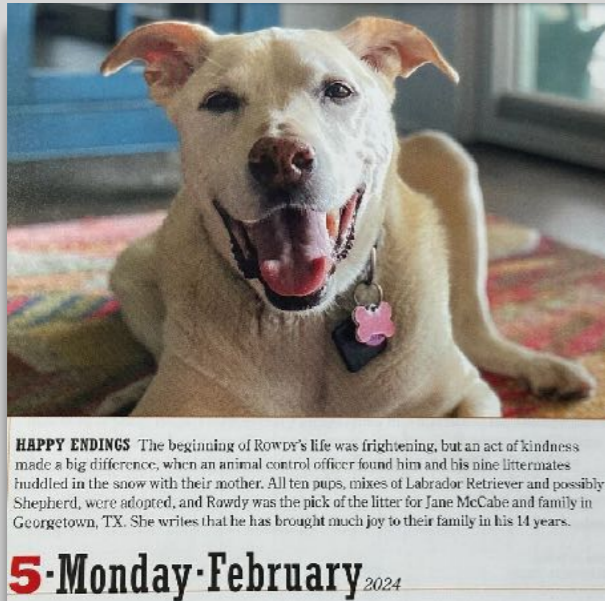 HAPPY ENDINGS The beginning of ROWDY's life was frightening, but an act of kindness
made a big difference, when an animal control officer found him and his nine littermates
huddled in the snow with their mother. All ten pups, mixes of Labrador Retriever and possibly
Shepherd, were adopted, and Rowdy was the pick of the litter for Jane McCabe and family in
Georgetown, TX. She writes that he has brought much joy to their family in his 14 years.
5·Monday·February 2024